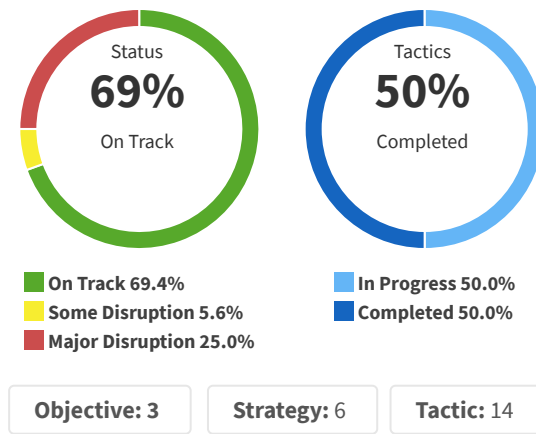 Status
69%
On Track
Tactics
50%
Completed
On Track 69.4%
Some Disruption 5.6%
Major Disruption 25.0%
In Progress 50.0%
Completed 50.0%
Objective: 3
Strategy: 6
Tactic: 14